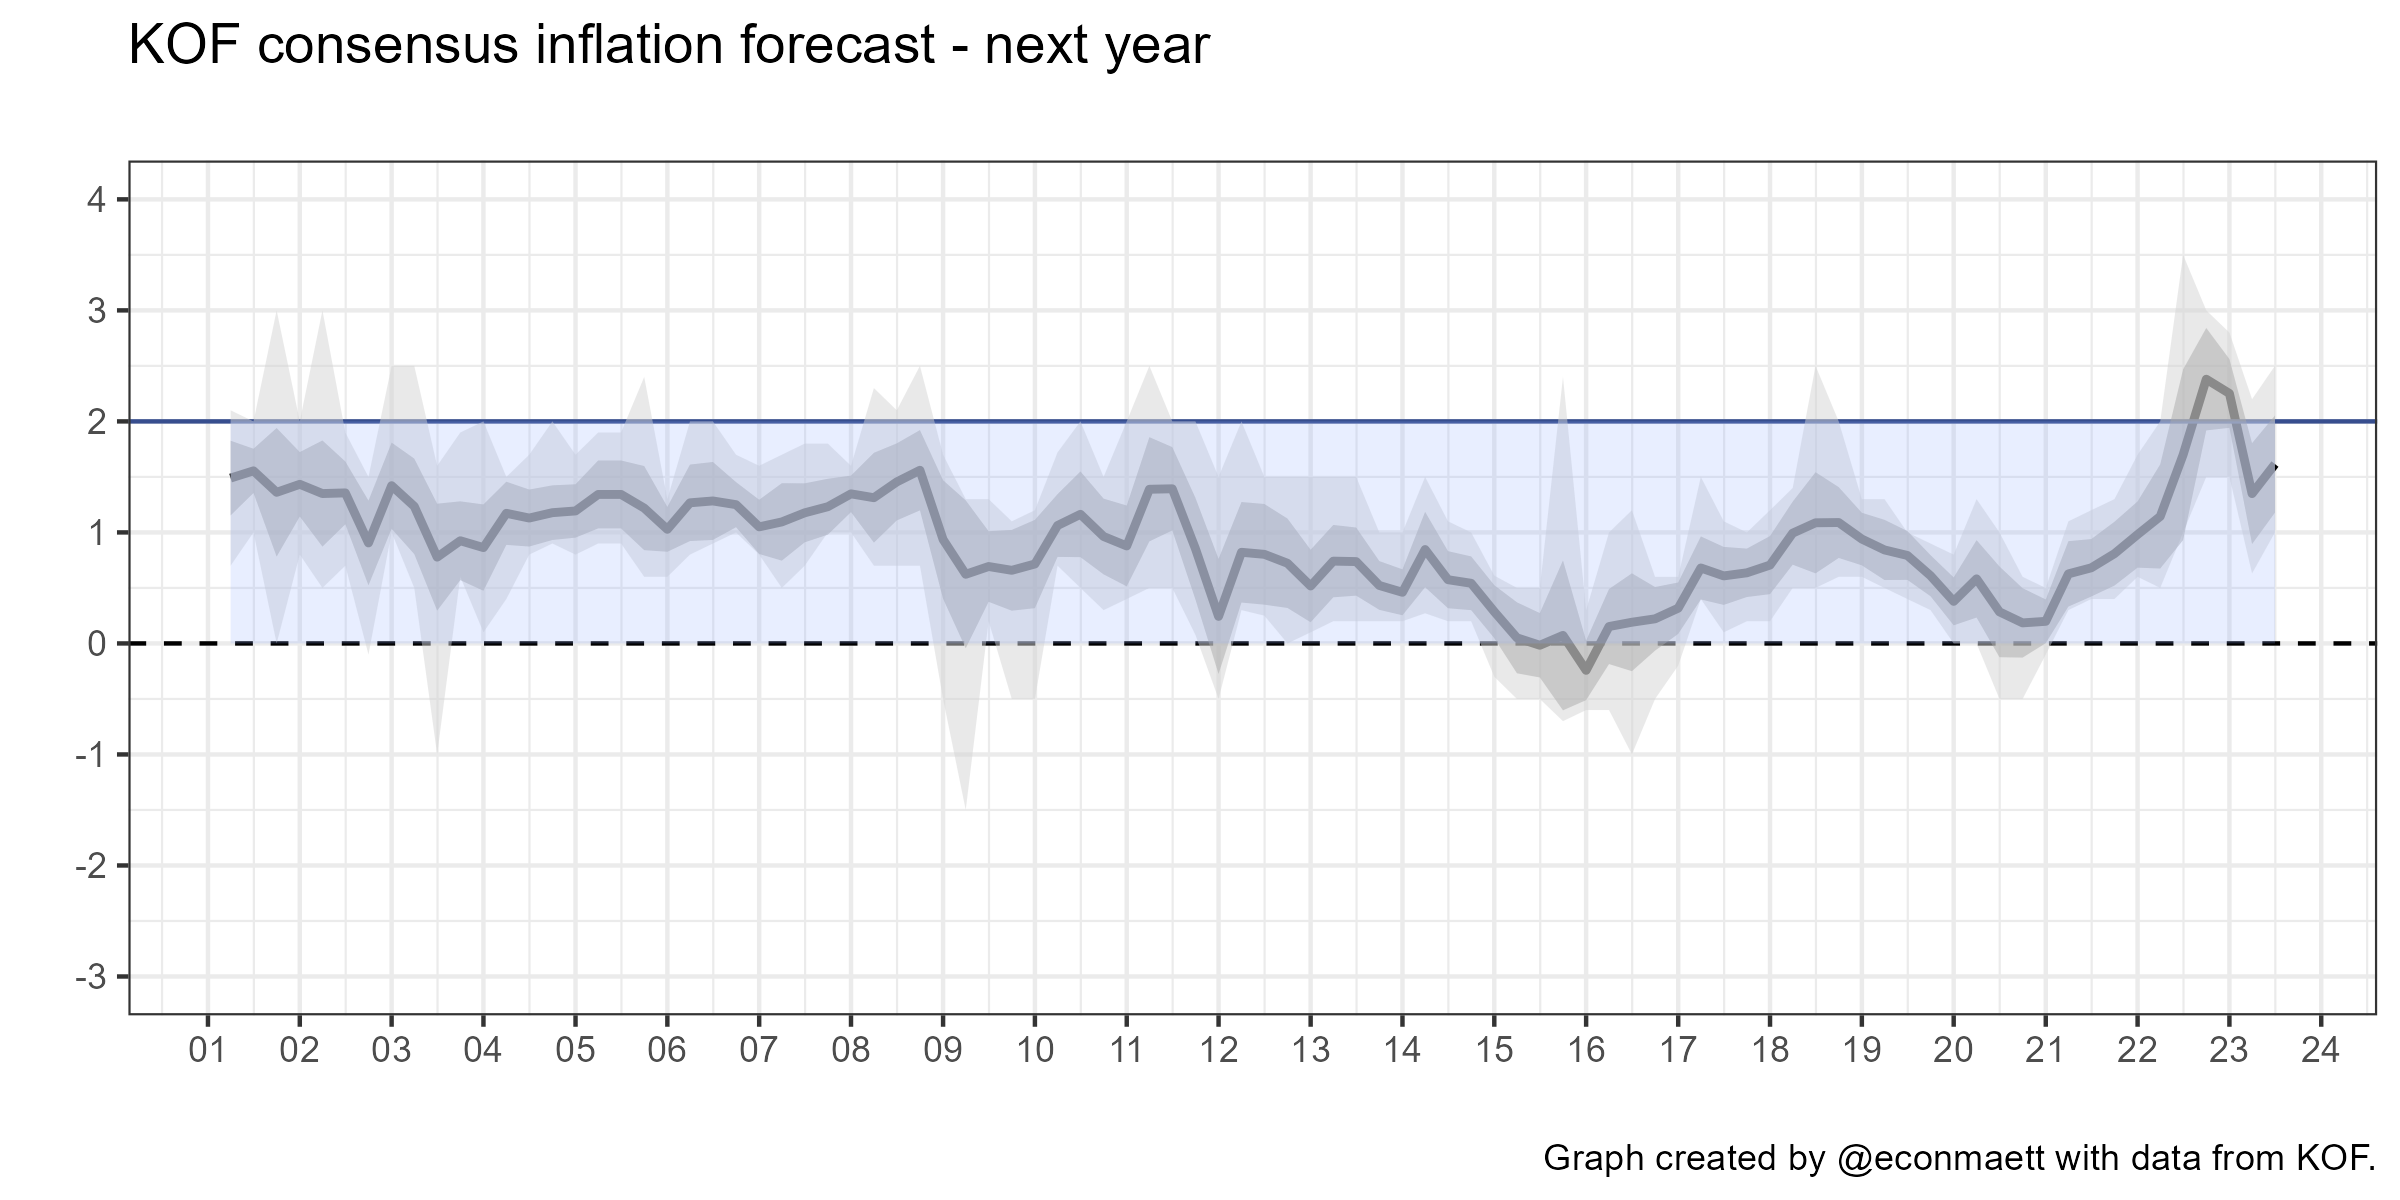 KOF consensus inflation forecast - next year
4
3
2
1
0
-1
-2
-3
01 02 03 04 05 06 07 08 09 10 11 12 13 14 15 16 17 18 19 20 21 22 23 24
Graph created by @econmaett with data from KOF.